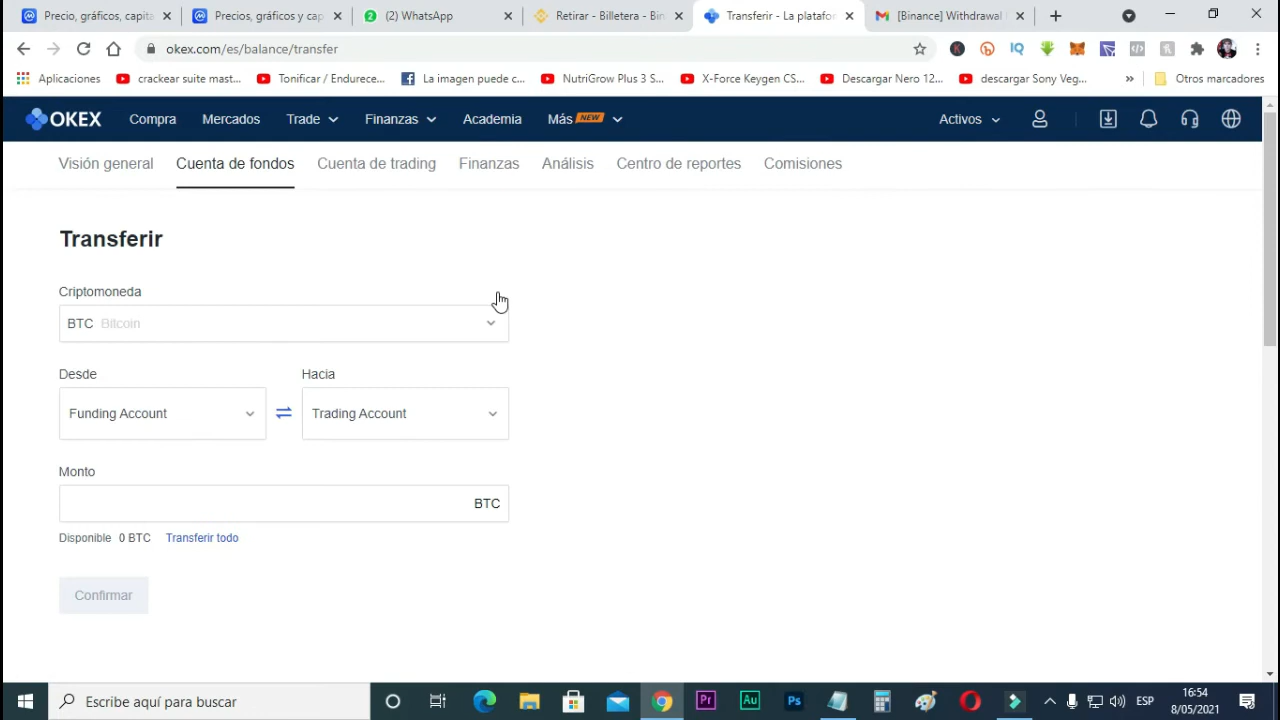 Precio, gráficos, capita
Precios, gráficos y cap
(2) WhatsApp
Retirar - Billetera - Bin
Transferir - La platafor
[Binance] Withdrawal
okex.com/es/balance/transfer
Aplicaciones
crackear suite mast...
Tonificar / Endurece...
La imagen puede c...
NutriGrow Plus 3 S...
X-Force Keygen CS...
Descargar Nero 12...
descargar Sony Veg...
»
Otros marcadores
OKEX
Compra
Mercados
Trade
Finanzas
Academia
Más NEW
Activos
Visión general
Cuenta de fondos
Cuenta de trading
Finanzas
Análisis
Centro de reportes
Comisiones
Transferir
Criptomoneda
BTC Bitcoin
Desde
Hacia
Funding Account
Trading Account
Monto
BTC
Disponible 0 BTC Transferir todo
Confirmar
Escribe aquí para buscar
ESP
16:54
8/05/2021